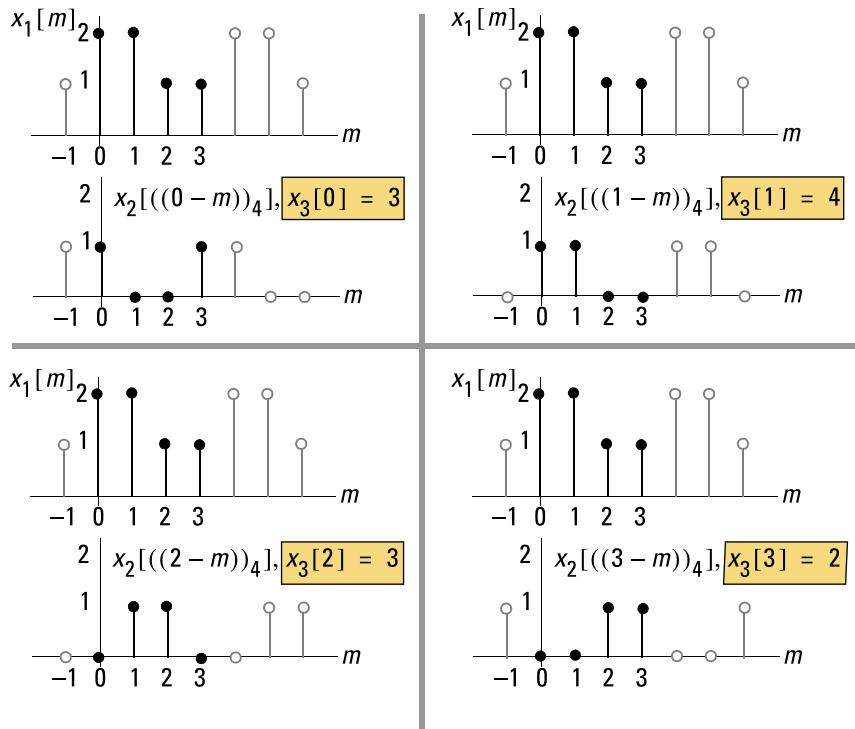 x₁[m] 2
1
m
−1 0 1 2 3
2 x₂[((0 − m))₄], x₃[0] = 3
1
m
−1 0 1 2 3
x₁[m] 2
1
m
−1 0 1 2 3
2 x₂[((1 − m))₄], x₃[1] = 4
1
m
−1 0 1 2 3
x₁[m] 2
1
m
−1 0 1 2 3
2 x₂[((2 − m))₄], x₃[2] = 3
1
m
−1 0 1 2 3
x₁[m] 2
1
m
−1 0 1 2 3
2 x₂[((3 − m))₄], x₃[3] = 2
1
m
−1 0 1 2 3